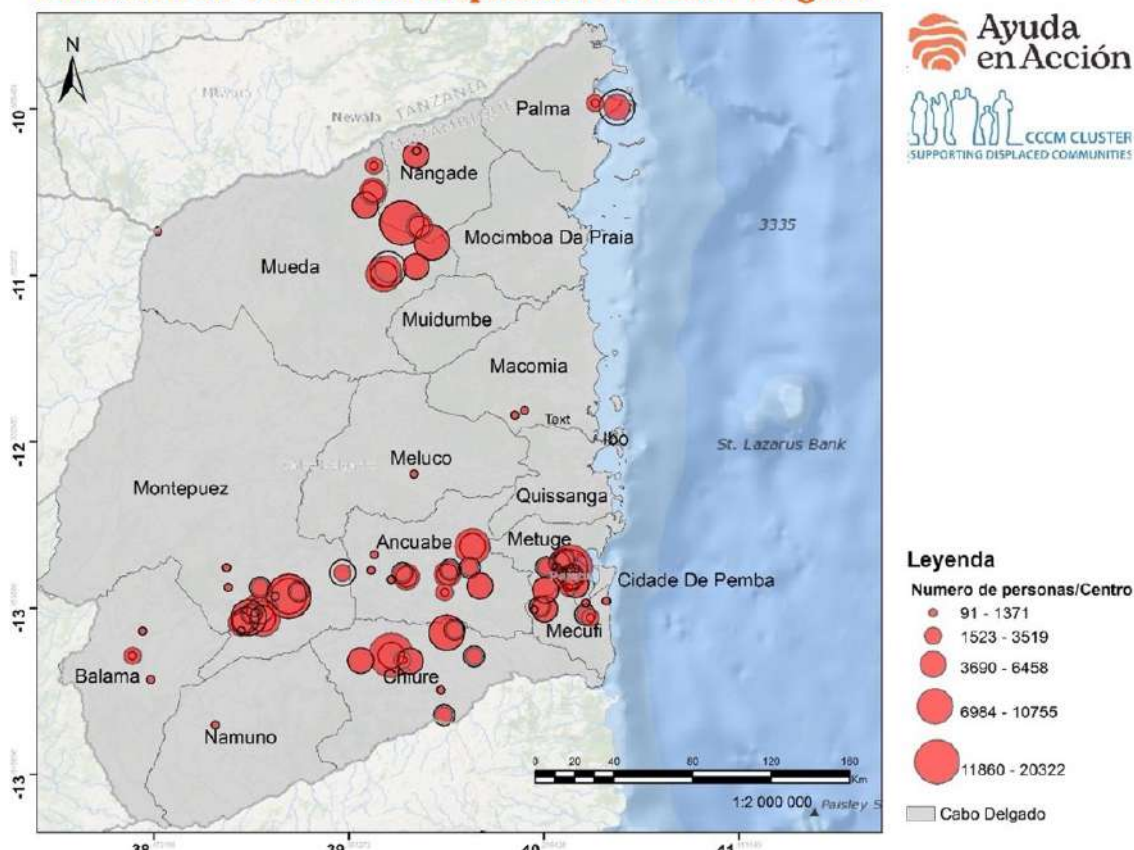 Ayuda
en Acción
CCCM CLUSTER
SUPPORTING DISPLACED COMMUNITIES
N
TANZANIA
Newala
Palma
Nangade
Mocimboa Da Praia
Mueda
Muidumbe
Macomia
Text
Ibo
Meluco
Montepuez
Quissanga
Ancuabe
Metuge
Cidade De Pemba
Mecufi
Balama
Chiure
Namuno
3335
St. Lazarus Bank
Paisley S
-10
-11
-12
-13
-13
38
39
40
41
0 20 40 80 120 160
Km
1:2 000 000
Leyenda
Numero de personas/Centro
91 - 1371
1523 - 3519
3690 - 6458
6984 - 10755
11860 - 20322
Cabo Delgado